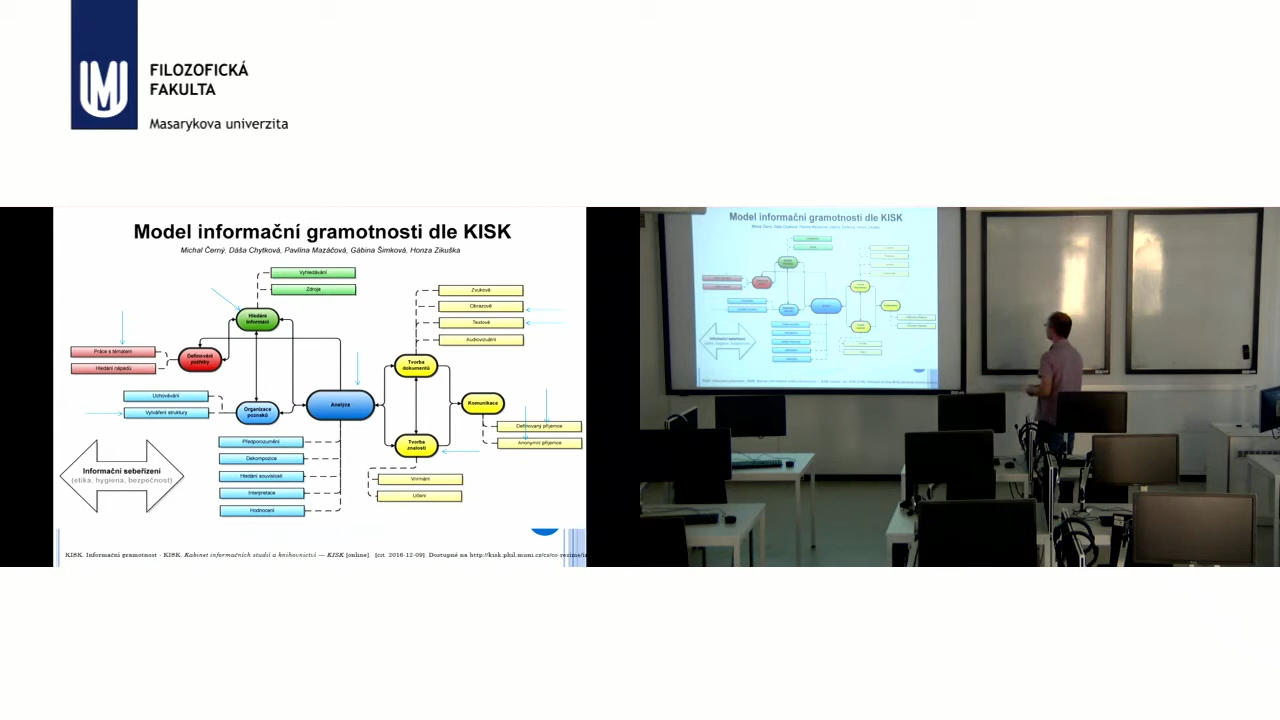 FILOZOFICKÁ
FAKULTA
Masarykova univerzita
Model informační gramotnosti dle KISK
Michal Černý, Dáša Chytková, Pavlína Mazáčová, Gábina Šimková, Honza Zikuška
Vyhledávání
Zdroje
Hledání
informací
Zvukové
Obrazové
Textové
Audiovizuální
Práce s tématem
Hledání nápadů
Definování
potřeby
Tvorba
dokumentů
Uchovávání
Vytváření struktury
Organizace
poznatků
Analýza
Komunikace
Definovaný příjemce
Anonymní příjemce
Tvorba
znalostí
Předporozumění
Dekompozice
Hledání souvislostí
Interpretace
Hodnocení
Vnímání
Učení
Informační sebeřízení
(etika, hygiena, bezpečnost)
KISK. Informační gramotnost - KISK. Kabinet informačních studií a knihovnictví — KISK [online]. [cit. 2016-12-09]. Dostupné na http://kisk.phil.muni.cz/cs/co-resime/i
Model informační gramotnosti dle KISK